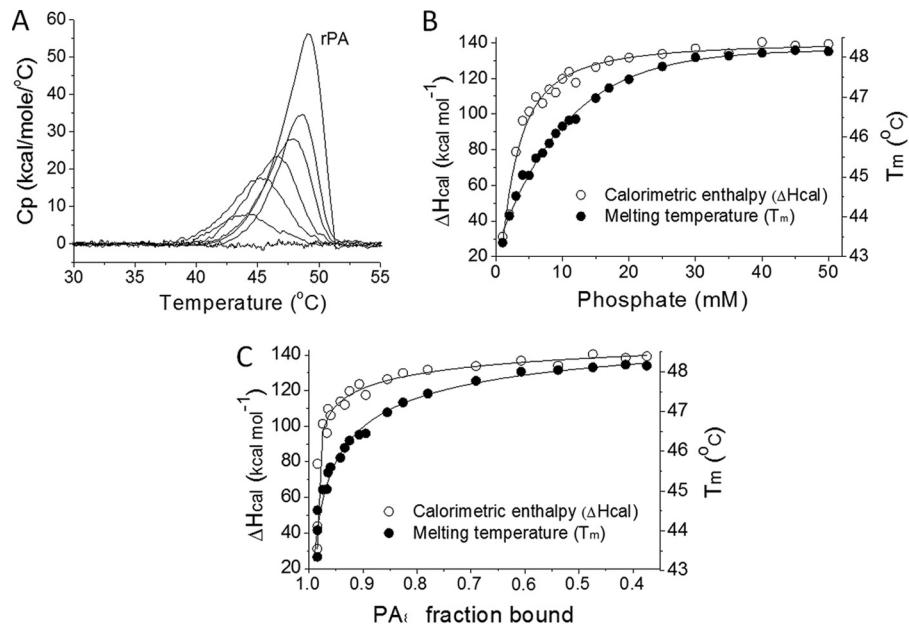 A
rPA
60
50
40
30
20
10
0
Cp (kcal/mole/°C)
30 35 40 45 50 55
Temperature (°C)
B
140
120
100
80
60
40
20
ΔHcal (kcal mol⁻¹)
48
47
46
45
44
43
Tm (°C)
Calorimetric enthalpy (ΔHcal)
Melting temperature (Tm)
0 10 20 30 40 50
Phosphate (mM)
C
140
120
100
80
60
40
20
ΔHcal (kcal mol⁻¹)
48
47
46
45
44
43
Tm (°C)
Calorimetric enthalpy (ΔHcal)
Melting temperature (Tm)
1.0 0.9 0.8 0.7 0.6 0.5 0.4
PA fraction bound